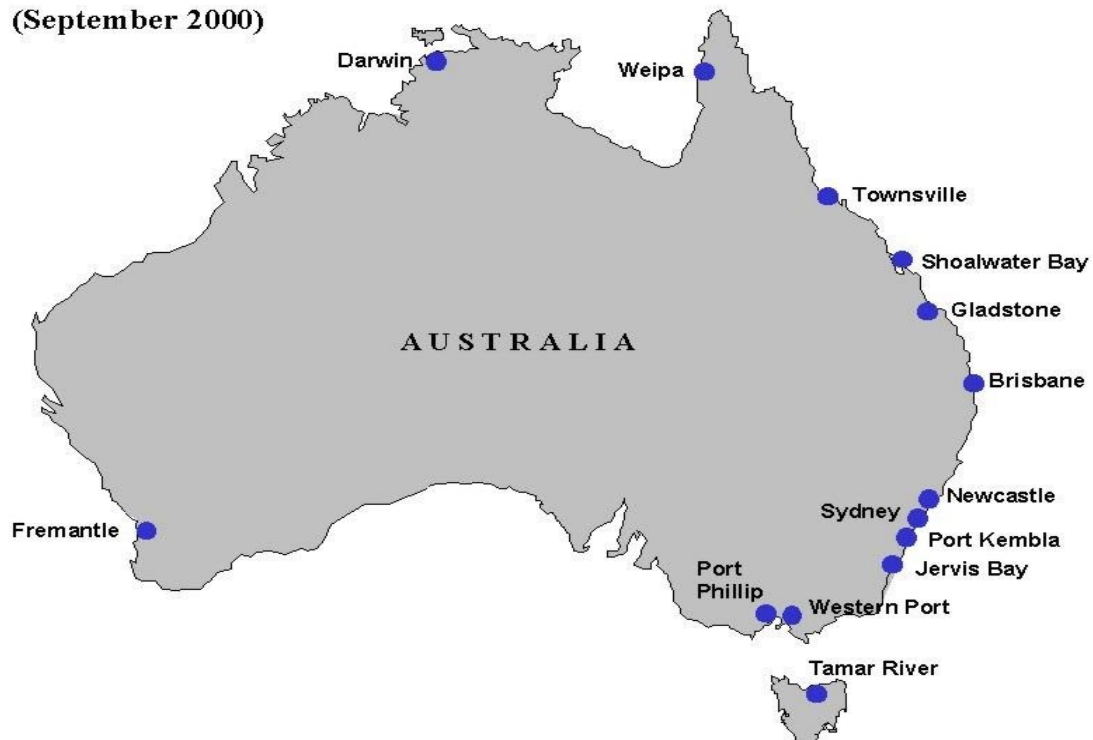 (September 2000)
Darwin
Weipa
Townsville
Shoalwater Bay
Gladstone
AUSTRALIA
Brisbane
Newcastle
Sydney
Fremantle
Port Kembla
Jervis Bay
Port
Phillip
Western Port
Tamar River